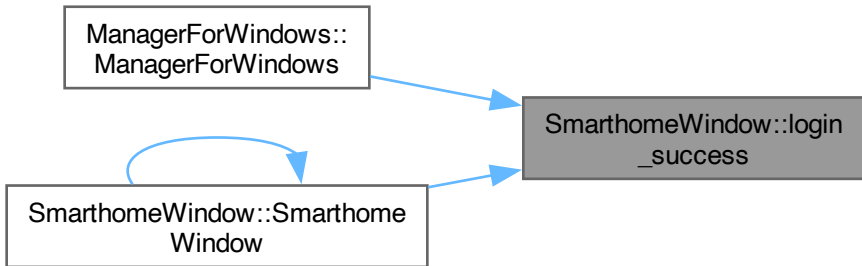 ManagerForWindows::
ManagerForWindows
SmarthomeWindow::login
_success
SmarthomeWindow::Smarthome
Window